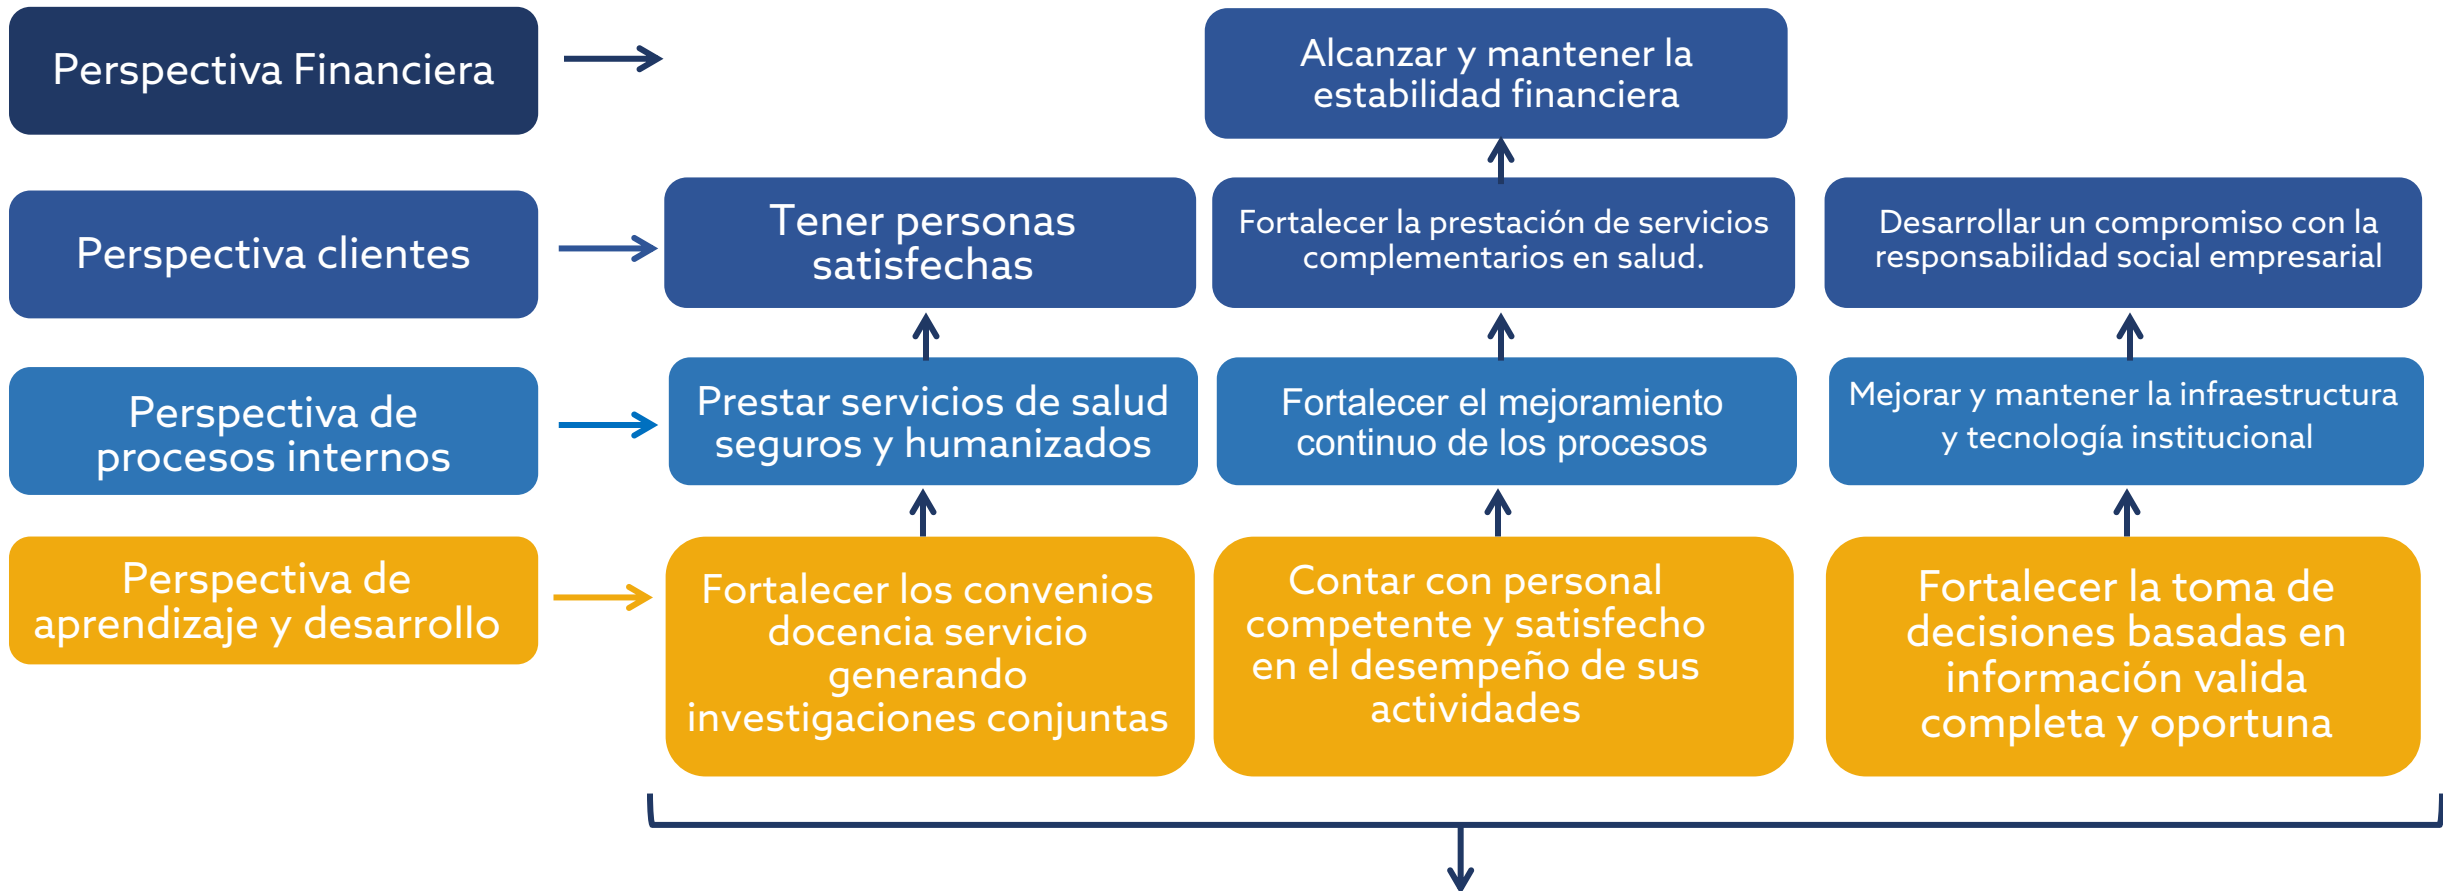 Perspectiva Financiera
Alcanzar y mantener la
estabilidad financiera
Perspectiva clientes
Tener personas
satisfechas
Fortalecer la prestación de servicios
complementarios en salud.
Desarrollar un compromiso con la
responsabilidad social empresarial
Perspectiva de
procesos internos
Prestar servicios de salud
seguros y humanizados
Fortalecer el mejoramiento
continuo de los procesos
Mejorar y mantener la infraestructura
y tecnología institucional
Perspectiva de
aprendizaje y desarrollo
Fortalecer los convenios
docencia servicio
generando
investigaciones conjuntas
Contar con personal
competente y satisfecho
en el desempeño de sus
actividades
Fortalecer la toma de
decisiones basadas en
información valida
completa y oportuna